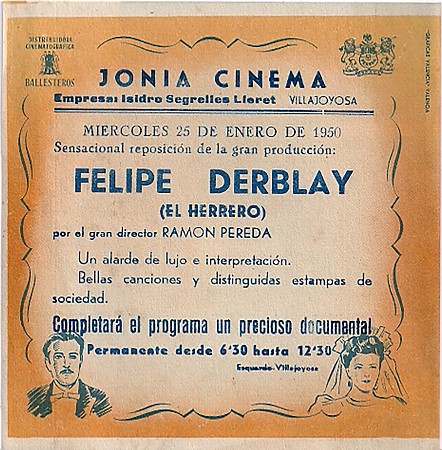 DISTRIBUIDORA
CINEMATOGRAFICA
BALLESTEROS
JONIA CINEMA
Empresa: Isidro Segrelles Lloret VILLAJOYOSA
MIERCOLES 25 DE ENERO DE 1950
Sensacional reposición de la gran producción:
FELIPE DERBLAY
(EL HERRERO)
por el gran director RAMON PEREDA
Un alarde de lujo e interpretación.
Bellas canciones y distinguidas estampas de
sociedad.
Completará el programa un precioso documental
Permanente desde 6'30 hasta 12'30
Esquerdo-Villajoyosa